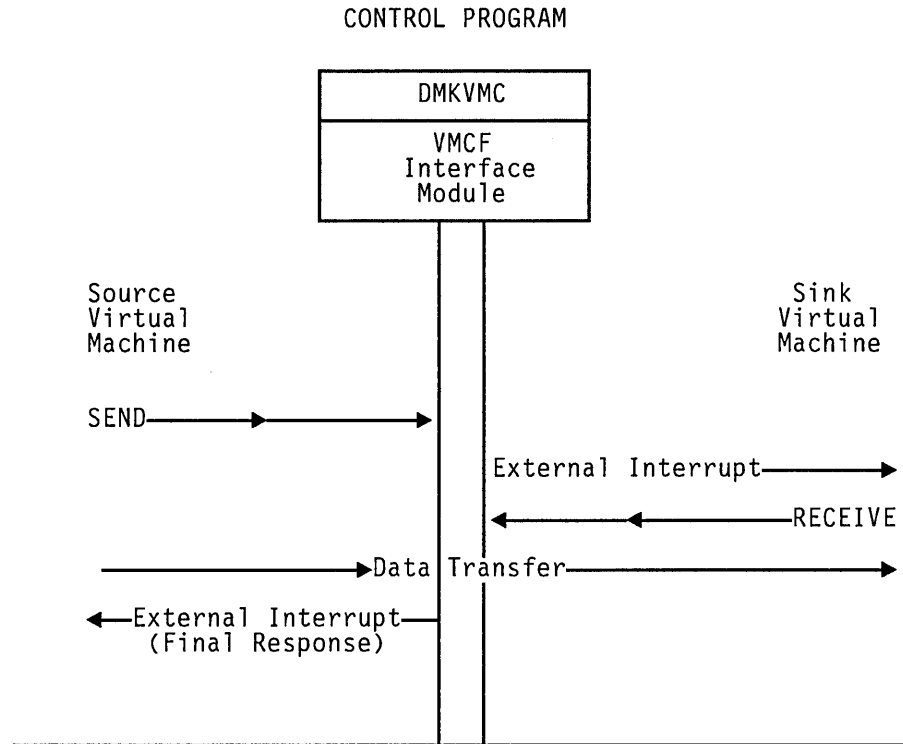 CONTROL PROGRAM
DMKVMC
VMCF
Interface
Module
Source
Virtual
Machine
Sink
Virtual
Machine
SEND
External Interrupt
RECEIVE
Data Transfer
External Interrupt
(Final Response)